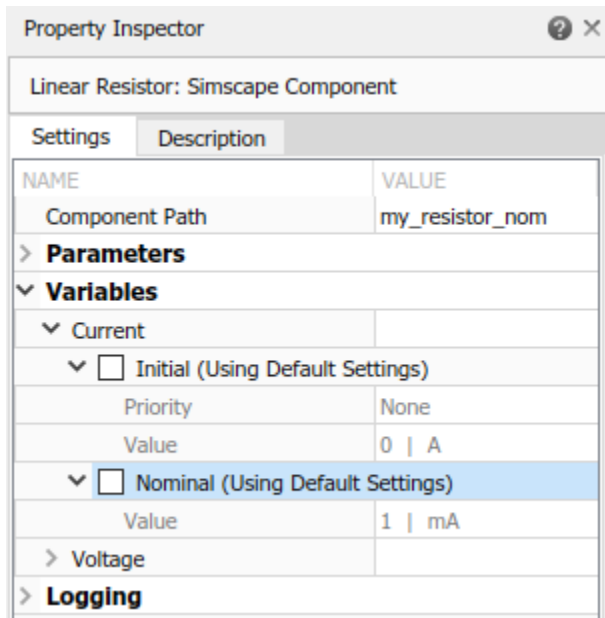 Property Inspector
Linear Resistor: Simscape Component
Settings Description
NAME VALUE
Component Path my_resistor_nom
Parameters
Variables
Current
Initial (Using Default Settings)
Priority None
Value 0 | A
Nominal (Using Default Settings)
Value 1 | mA
Voltage
Logging